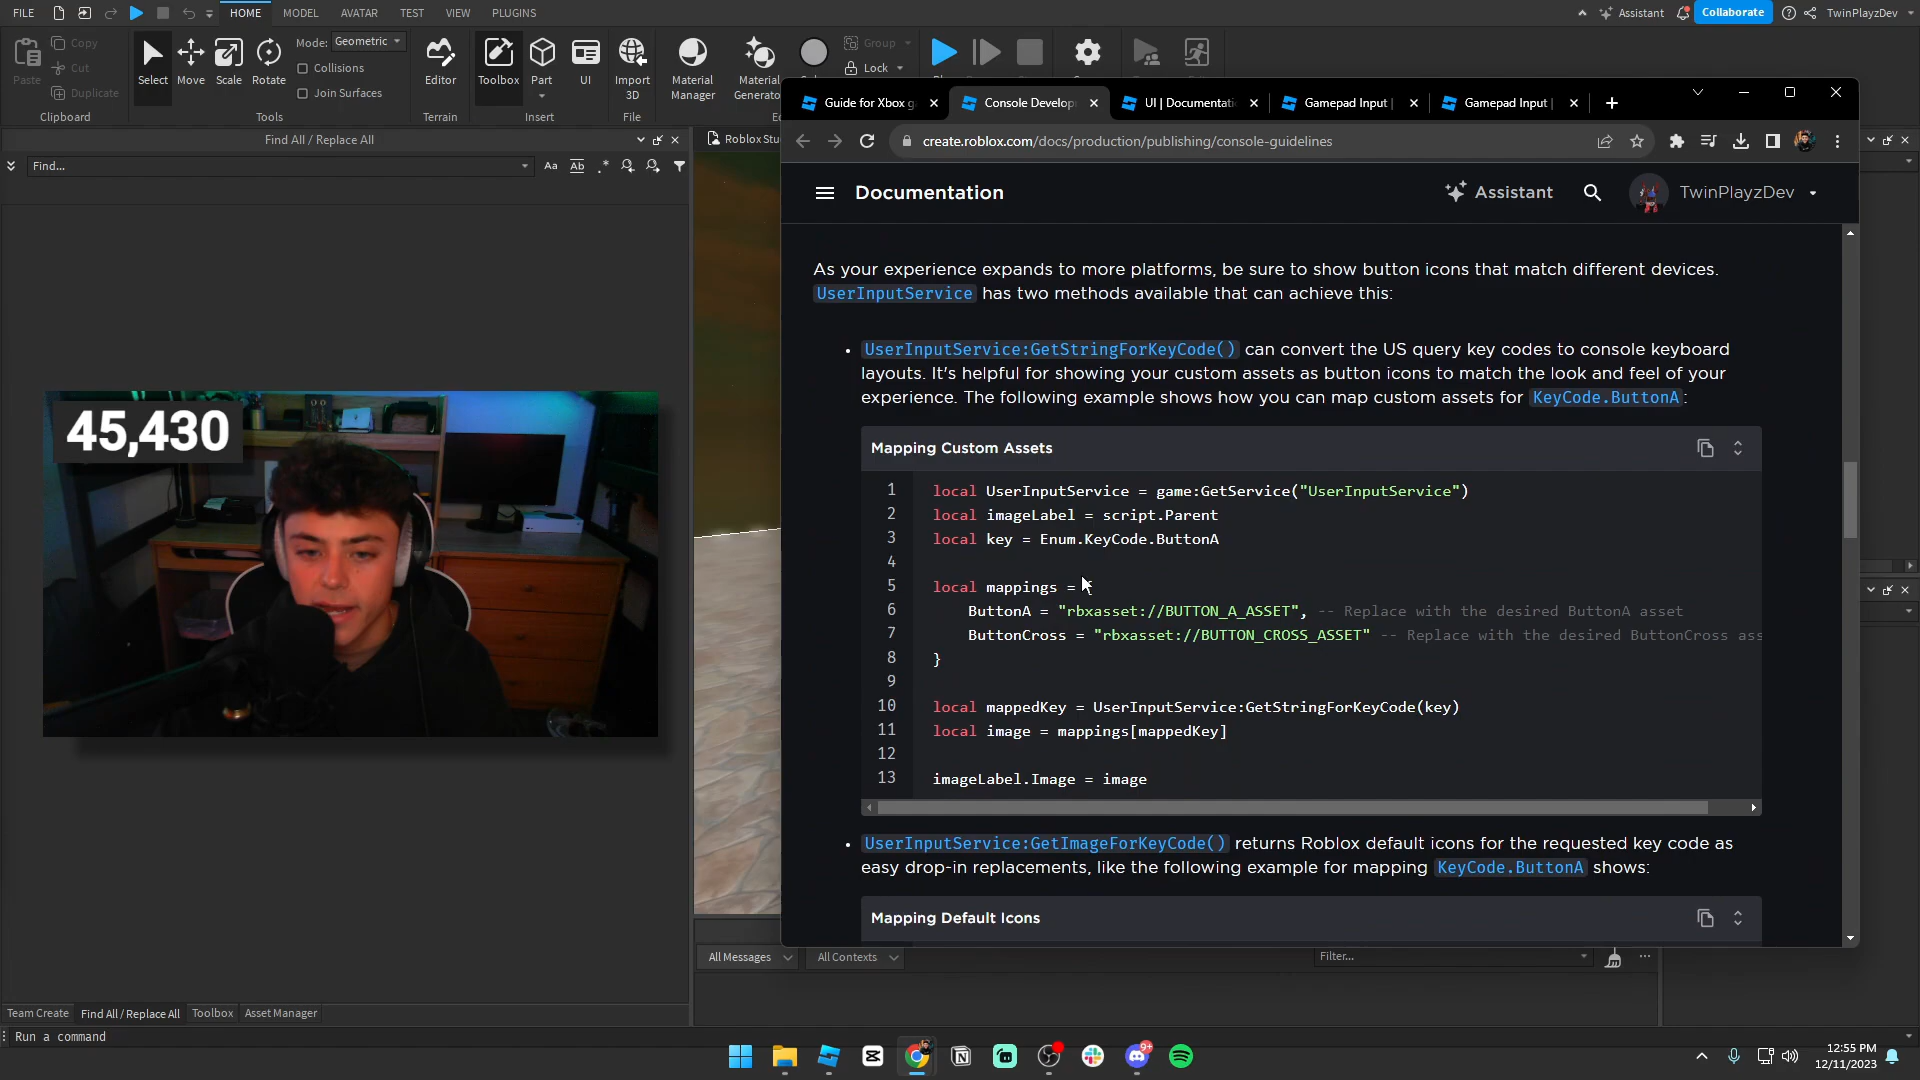 FILE HOME MODEL AVATAR TEST VIEW PLUGINS Assistant Collaborate TwinPlayzDev
Paste Copy Cut Duplicate
Select Move Scale Rotate
Mode: Geometric
Collisions
Join Surfaces
Editor Toolbox Part UI Import 3D Material Manager Material Generator
Group
Lock
Clipboard Tools Terrain Insert File
Find All / Replace All
Find...
Aa Ab .*
Roblox Stu
45,430
Guide for Xbox g Console Develop UI | Documentati Gamepad Input | Gamepad Input |
create.roblox.com/docs/production/publishing/console-guidelines
Documentation Assistant TwinPlayzDev
As your experience expands to more platforms, be sure to show button icons that match different devices.
UserInputService has two methods available that can achieve this:
UserInputService:GetStringForKeyCode() can convert the US query key codes to console keyboard
layouts. It's helpful for showing your custom assets as button icons to match the look and feel of your
experience. The following example shows how you can map custom assets for KeyCode.ButtonA:
Mapping Custom Assets
1 local UserInputService = game:GetService("UserInputService")
2 local imageLabel = script.Parent
3 local key = Enum.KeyCode.ButtonA
4
5 local mappings = {
6 ButtonA = "rbxasset://BUTTON_A_ASSET", -- Replace with the desired ButtonA asset
7 ButtonCross = "rbxasset://BUTTON_CROSS_ASSET" -- Replace with the desired ButtonCross ass
8 }
9
10 local mappedKey = UserInputService:GetStringForKeyCode(key)
11 local image = mappings[mappedKey]
12
13 imageLabel.Image = image
UserInputService:GetImageForKeyCode() returns Roblox default icons for the requested key code as
easy drop-in replacements, like the following example for mapping KeyCode.ButtonA shows:
Mapping Default Icons
All Messages All Contexts Filter...
Team Create Find All / Replace All Toolbox Asset Manager
Run a command
9+
12:55 PM
12/11/2023